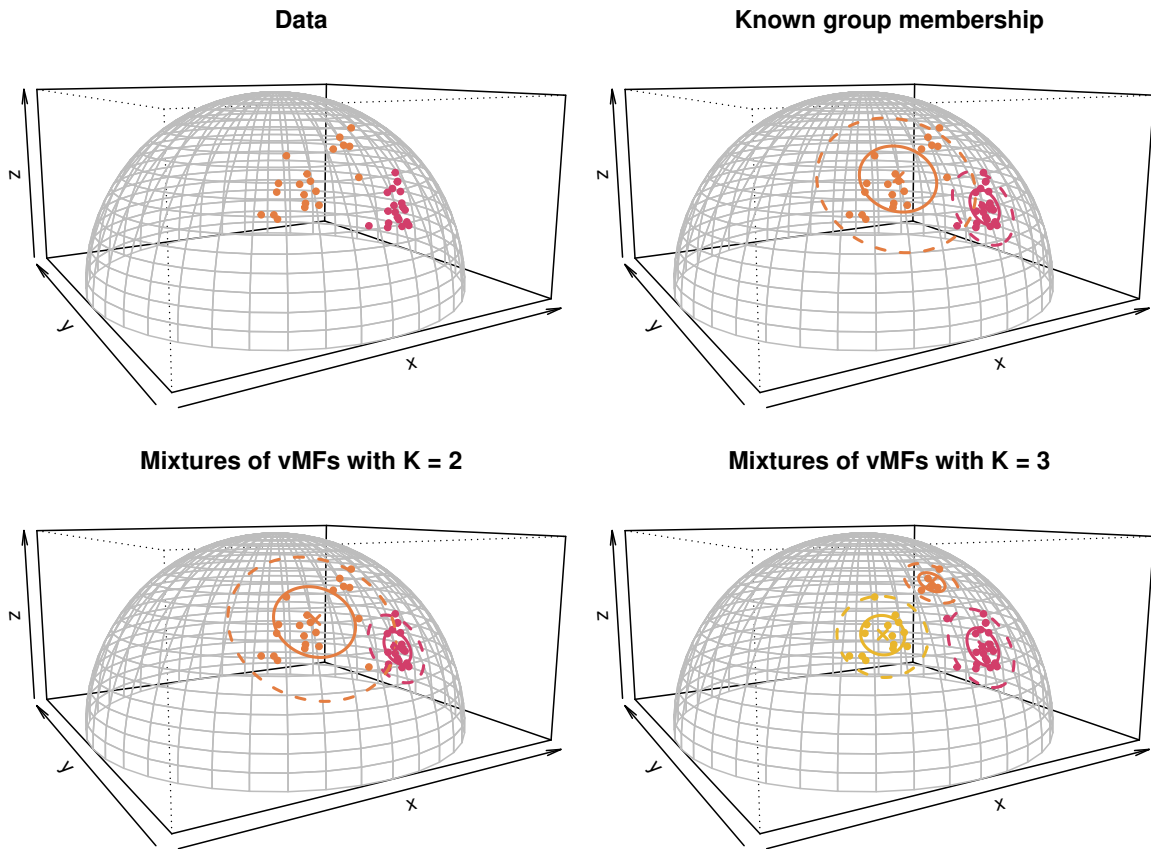 Data
z
y
x
Known group membership
z
y
x
Mixtures of vMFs with K = 2
z
y
x
Mixtures of vMFs with K = 3
z
y
x